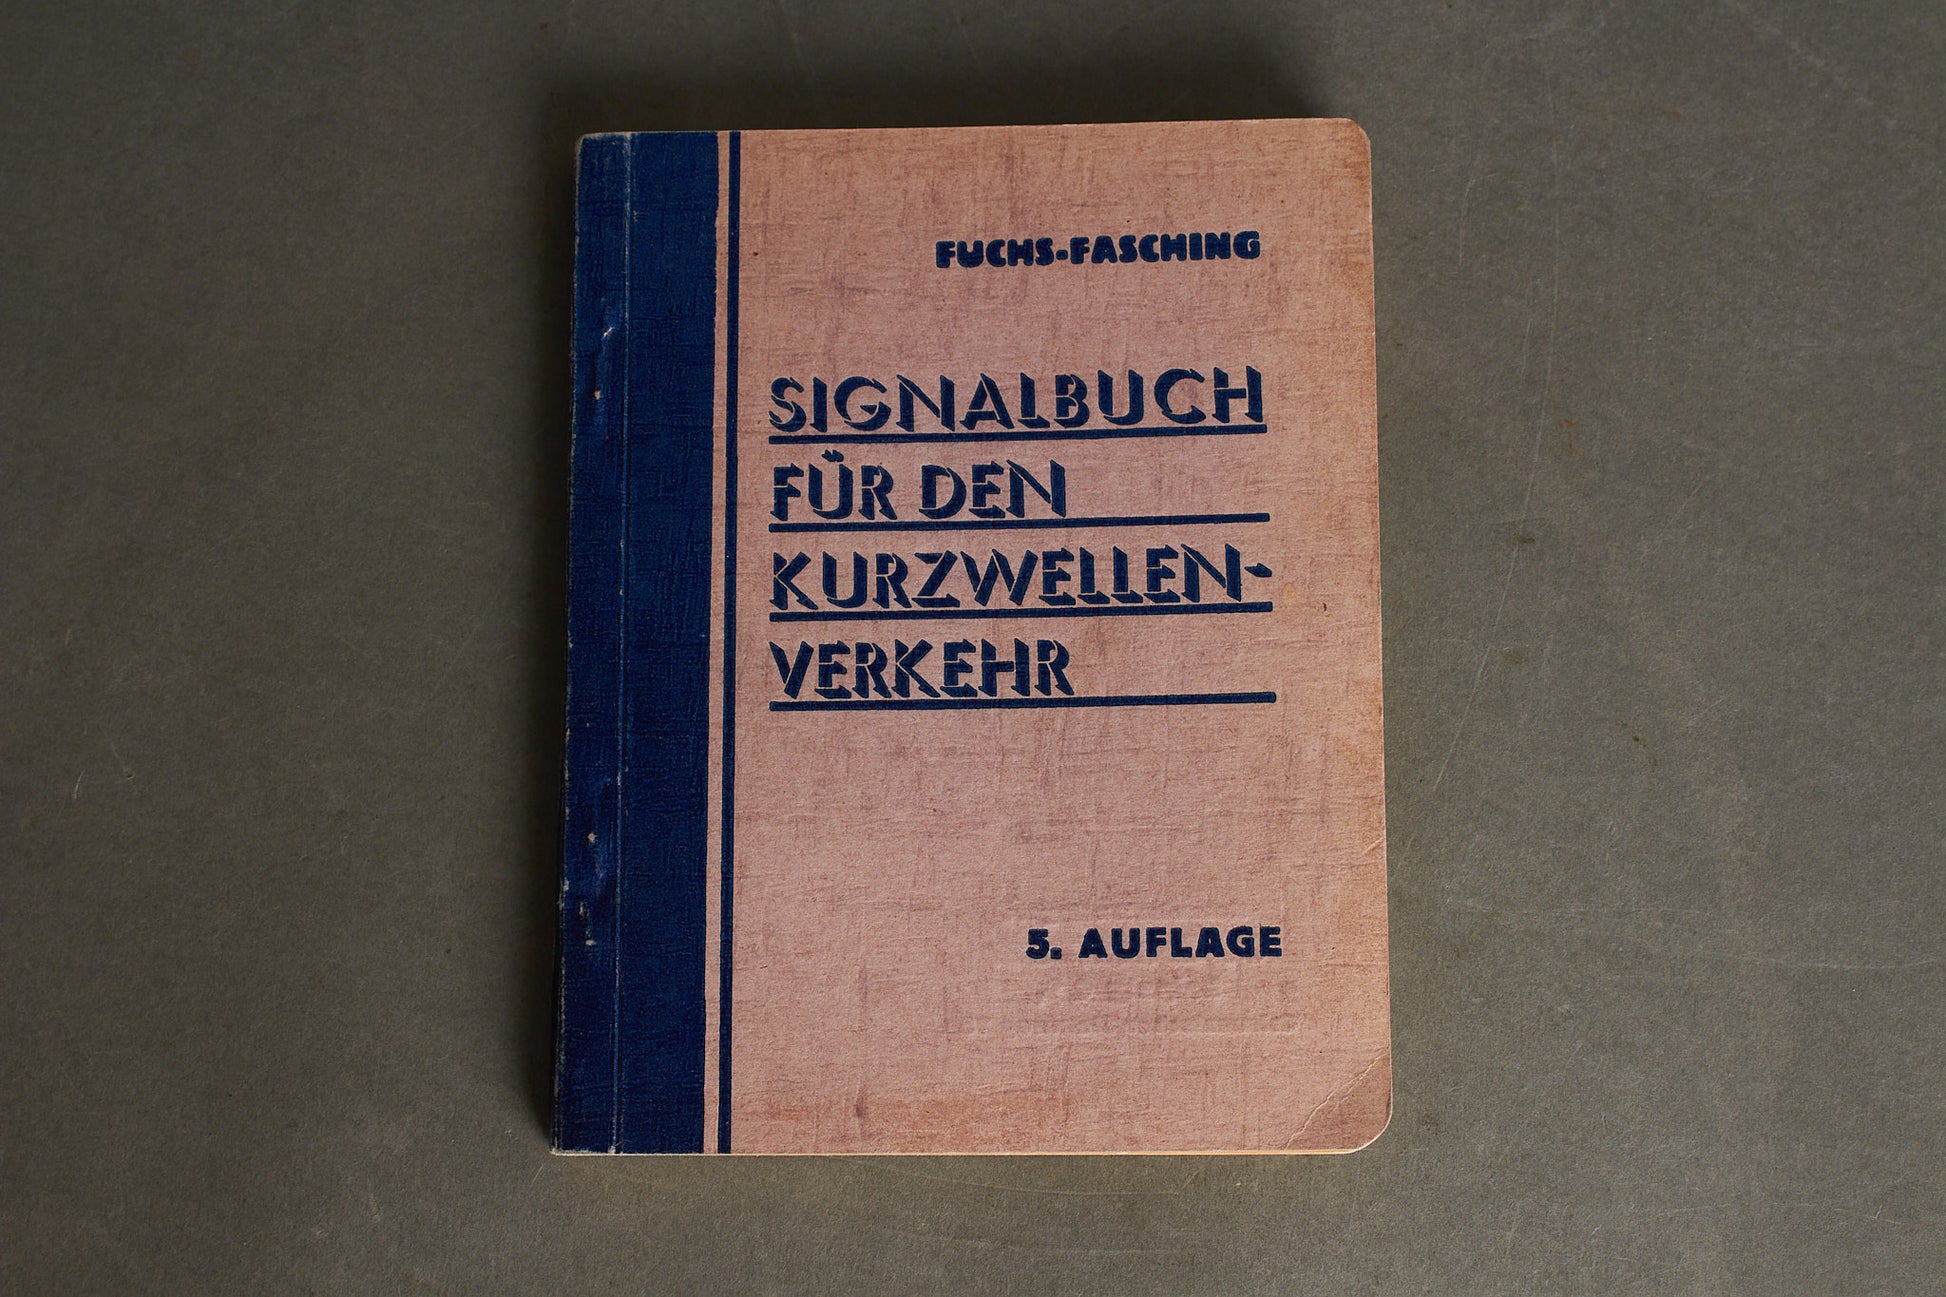 FUCHS-FASCHING
SIGNALBUCH
FÜR DEN
KURZWELLEN-
VERKEHR
5. AUFLAGE